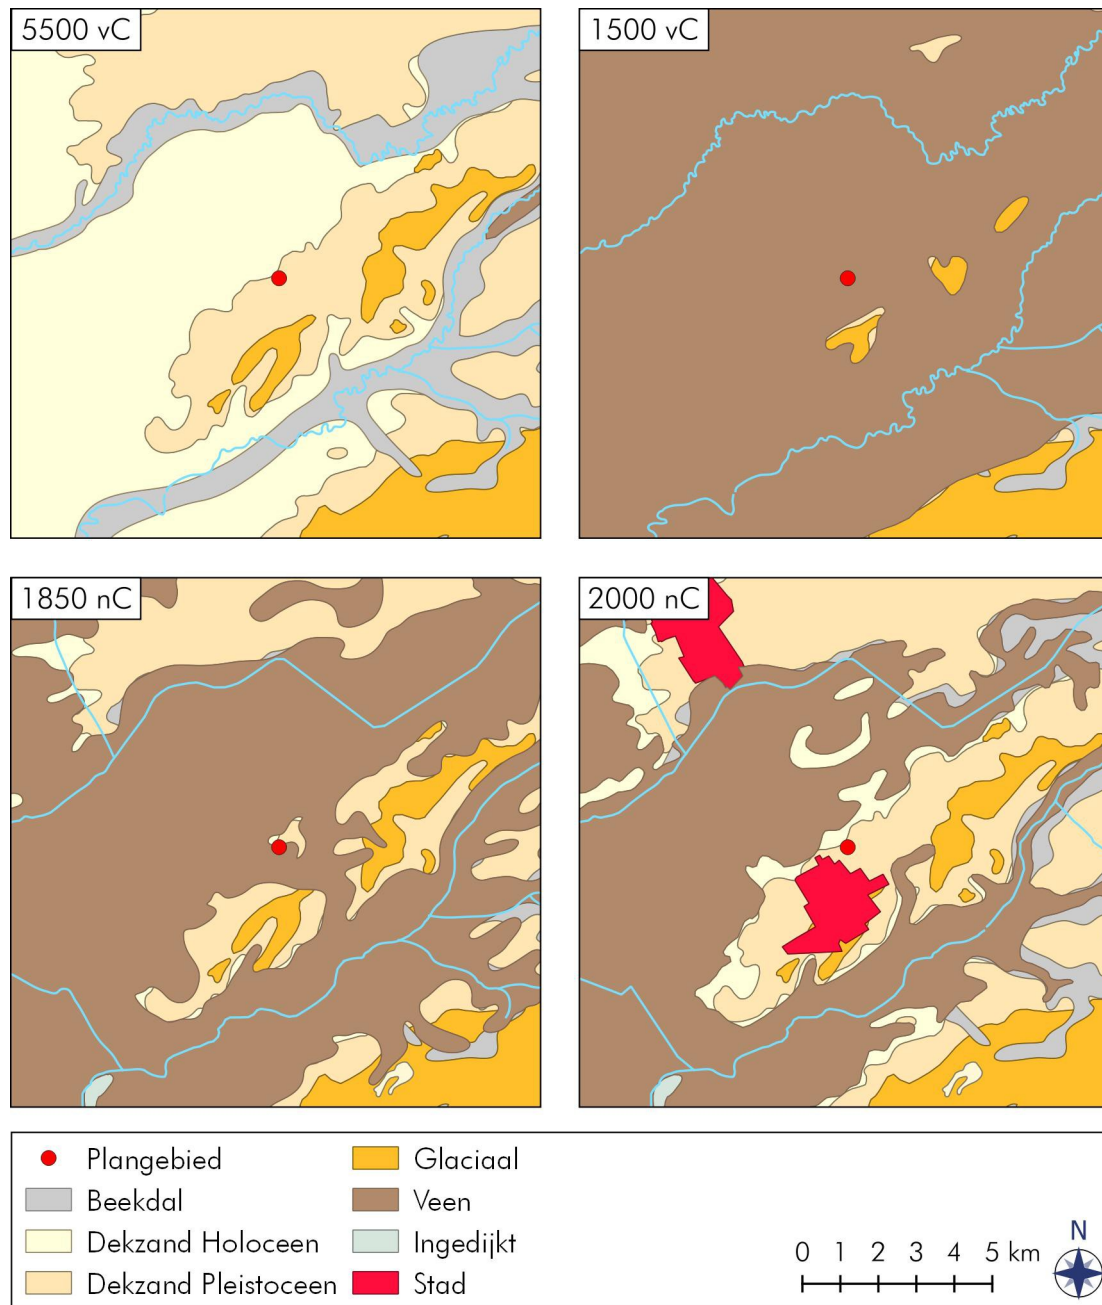 5500 vC
1500 vC
1850 nC
2000 nC
Plangebied
Glaciaal
Beekdal
Veen
Dekzand Holoceen
Ingedijkt
Dekzand Pleistoceen
Stad
0 1 2 3 4 5 km
N